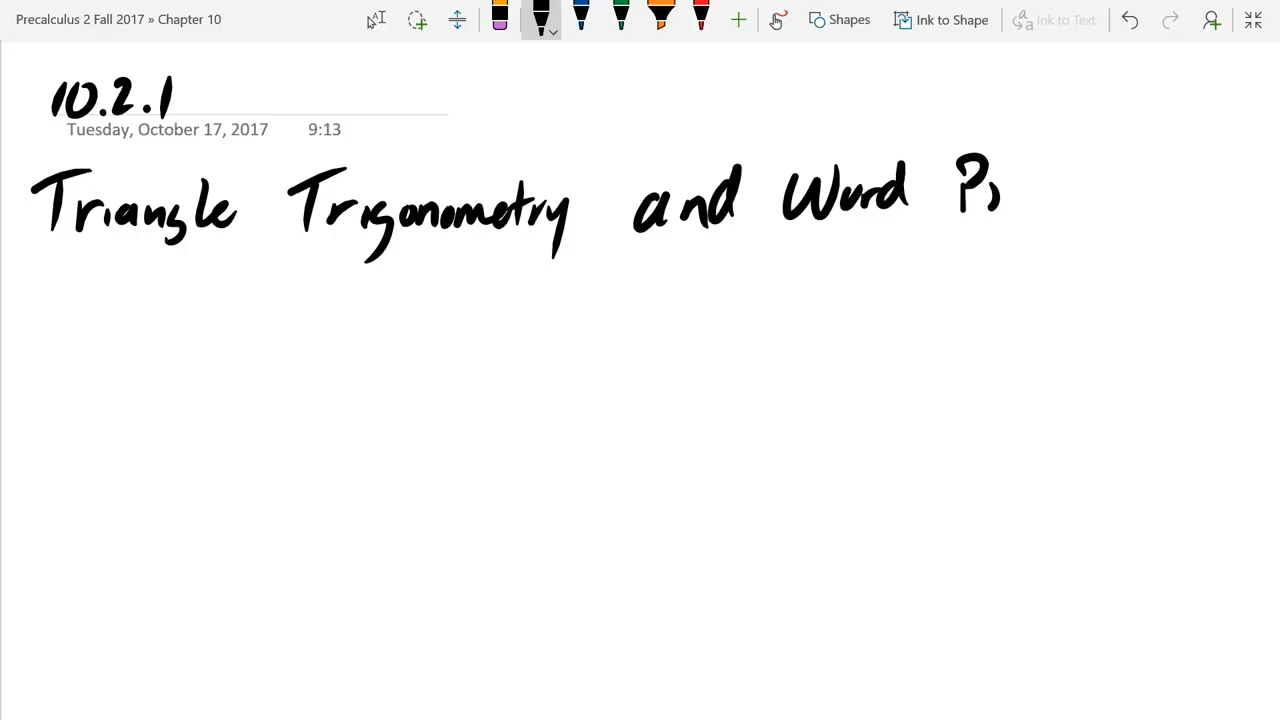 Precalculus 2 Fall 2017 » Chapter 10
Shapes
Ink to Shape
Ink to Text
10.2.1
Tuesday, October 17, 2017 9:13
Triangle Trigonometry and Word P